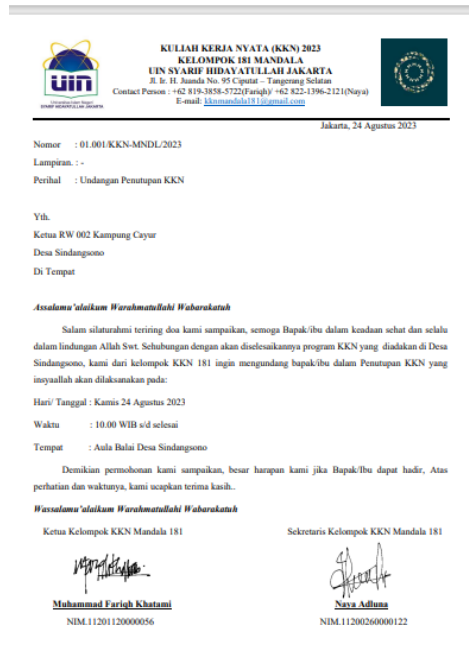 KULIAH KERJA NYATA (KKN) 2023
KELOMPOK 181 MANDALA
UIN SYARIF HIDAYATULLAH JAKARTA
Jl. Ir. H. Juanda No. 95 Ciputat – Tangerang Selatan
Contact Person : +62 819-3858-5722(Fariqh)/ +62 822-1396-2121(Naya)
E-mail: kknmandala181@gmail.com
UIN
Universitas Islam Negeri
SYARIF HIDAYATULLAH JAKARTA
Jakarta, 24 Agustus 2023
Nomor : 01.001/KKN-MNDL/2023
Lampiran. : -
Perihal : Undangan Penutupan KKN
Yth.
Ketua RW 002 Kampung Cayur
Desa Sindangsono
Di Tempat
Assalamu'alaikum Warahmatullahi Wabarakatuh
Salam silaturahmi teriring doa kami sampaikan, semoga Bapak/ibu dalam keadaan sehat dan selalu
dalam lindungan Allah Swt. Sehubungan dengan akan diselesaikannya program KKN yang diadakan di Desa
Sindangsono, kami dari kelompok KKN 181 ingin mengundang bapak/ibu dalam Penutupan KKN yang
insyaallah akan dilaksanakan pada:
Hari/ Tanggal : Kamis 24 Agustus 2023
Waktu : 10.00 WIB s/d selesai
Tempat : Aula Balai Desa Sindangsono
Demikian permohonan kami sampaikan, besar harapan kami jika Bapak/Ibu dapat hadir, Atas
perhatian dan waktunya, kami ucapkan terima kasih..
Wassalamu'alaikum Warahmatullahi Wabarakatuh
Ketua Kelompok KKN Mandala 181
Sekretaris Kelompok KKN Mandala 181
Muhammad Fariqh Khatami
Naya Adluna
NIM.11201120000056
NIM.11200260000122